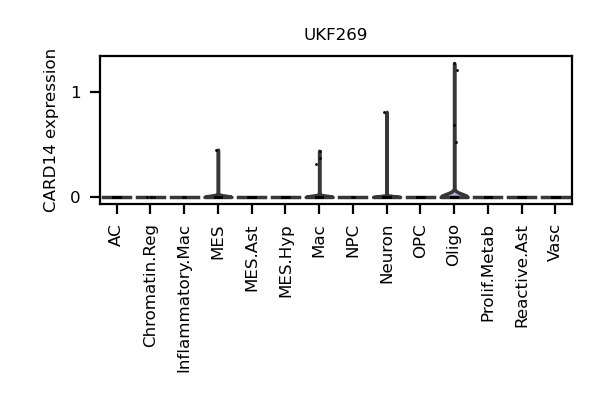 UKF269
CARD14 expression
1
0
AC
Chromatin.Reg
Inflammatory.Mac
MES
MES.Ast
MES.Hyp
Mac
NPC
Neuron
OPC
Oligo
Prolif.Metab
Reactive.Ast
Vasc